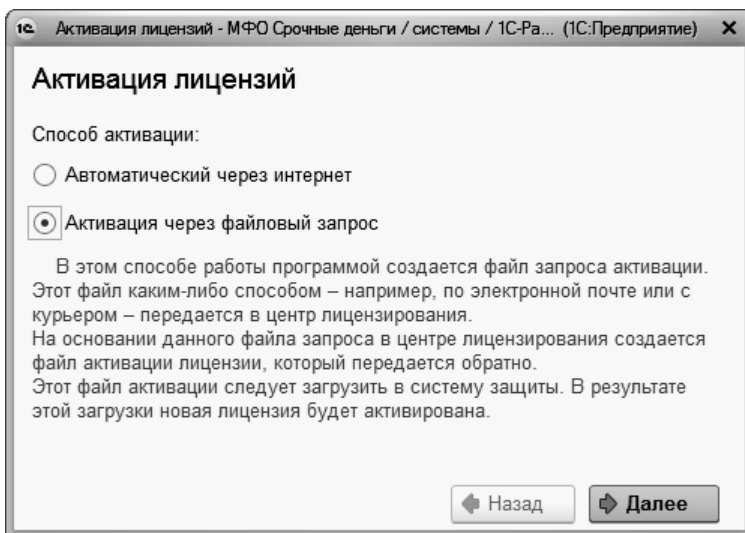 1С Активация лицензий - МФО Срочные деньги / системы / 1С-Ра... (1С:Предприятие)
Активация лицензий
Способ активации:
Автоматический через интернет
Активация через файловый запрос
В этом способе работы программой создается файл запроса активации.
Этот файл каким-либо способом – например, по электронной почте или с
курьером – передается в центр лицензирования.
На основании данного файла запроса в центре лицензирования создается
файл активации лицензии, который передается обратно.
Этот файл активации следует загрузить в систему защиты. В результате
этой загрузки новая лицензия будет активирована.
Назад Далее